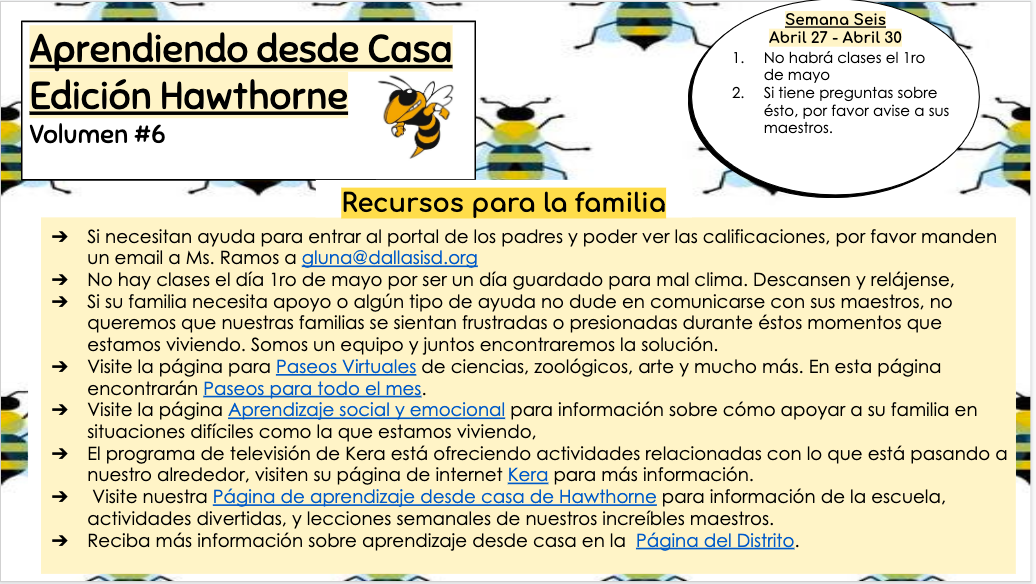 Aprendiendo desde Casa
Edición Hawthorne
Volumen #6
Semana Seis
Abril 27 - Abril 30
1. No habrá clases el 1ro
de mayo
2. Si tiene preguntas sobre
ésto, por favor avise a sus
maestros.
Recursos para la familia
➔ Si necesitan ayuda para entrar al portal de los padres y poder ver las calificaciones, por favor manden
un email a Ms. Ramos a gluna@dallasisd.org
➔ No hay clases el día 1ro de mayo por ser un día guardado para mal clima. Descansen y relájense,
➔ Si su familia necesita apoyo o algún tipo de ayuda no dude en comunicarse con sus maestros, no
queremos que nuestras familias se sientan frustradas o presionadas durante éstos momentos que
estamos viviendo. Somos un equipo y juntos encontraremos la solución.
➔ Visite la página para Paseos Virtuales de ciencias, zoológicos, arte y mucho más. En esta página
encontrarán Paseos para todo el mes.
➔ Visite la página Aprendizaje social y emocional para información sobre cómo apoyar a su familia en
situaciones difíciles como la que estamos viviendo,
➔ El programa de televisión de Kera está ofreciendo actividades relacionadas con lo que está pasando a
nuestro alrededor, visiten su página de internet Kera para más información.
➔ Visite nuestra Página de aprendizaje desde casa de Hawthorne para información de la escuela,
actividades divertidas, y lecciones semanales de nuestros increíbles maestros.
➔ Reciba más información sobre aprendizaje desde casa en la Página del Distrito.